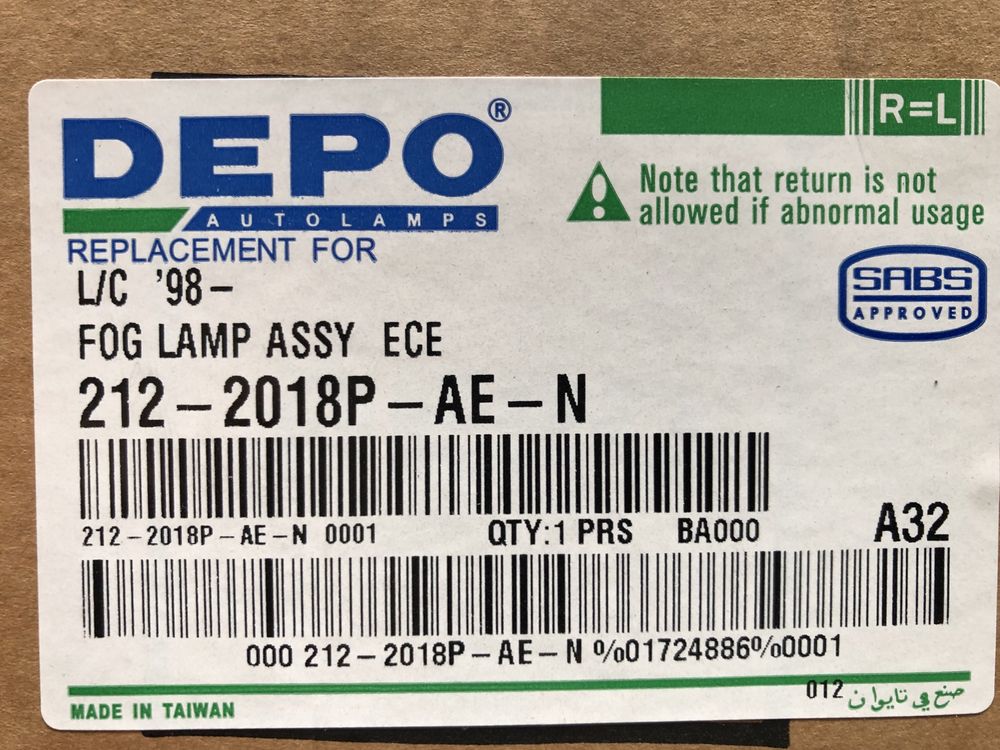 DEPO®
AUTOLAMPS
R=L
Note that return is not
allowed if abnormal usage
REPLACEMENT FOR
L/C '98-
FOG LAMP ASSY ECE
SABS
APPROVED
212-2018P-AE-N
212-2018P-AE-N 0001 QTY:1 PRS BA000 A32
000 212-2018P-AE-N %01724886%0001
MADE IN TAIWAN 012 صنع في تايوان